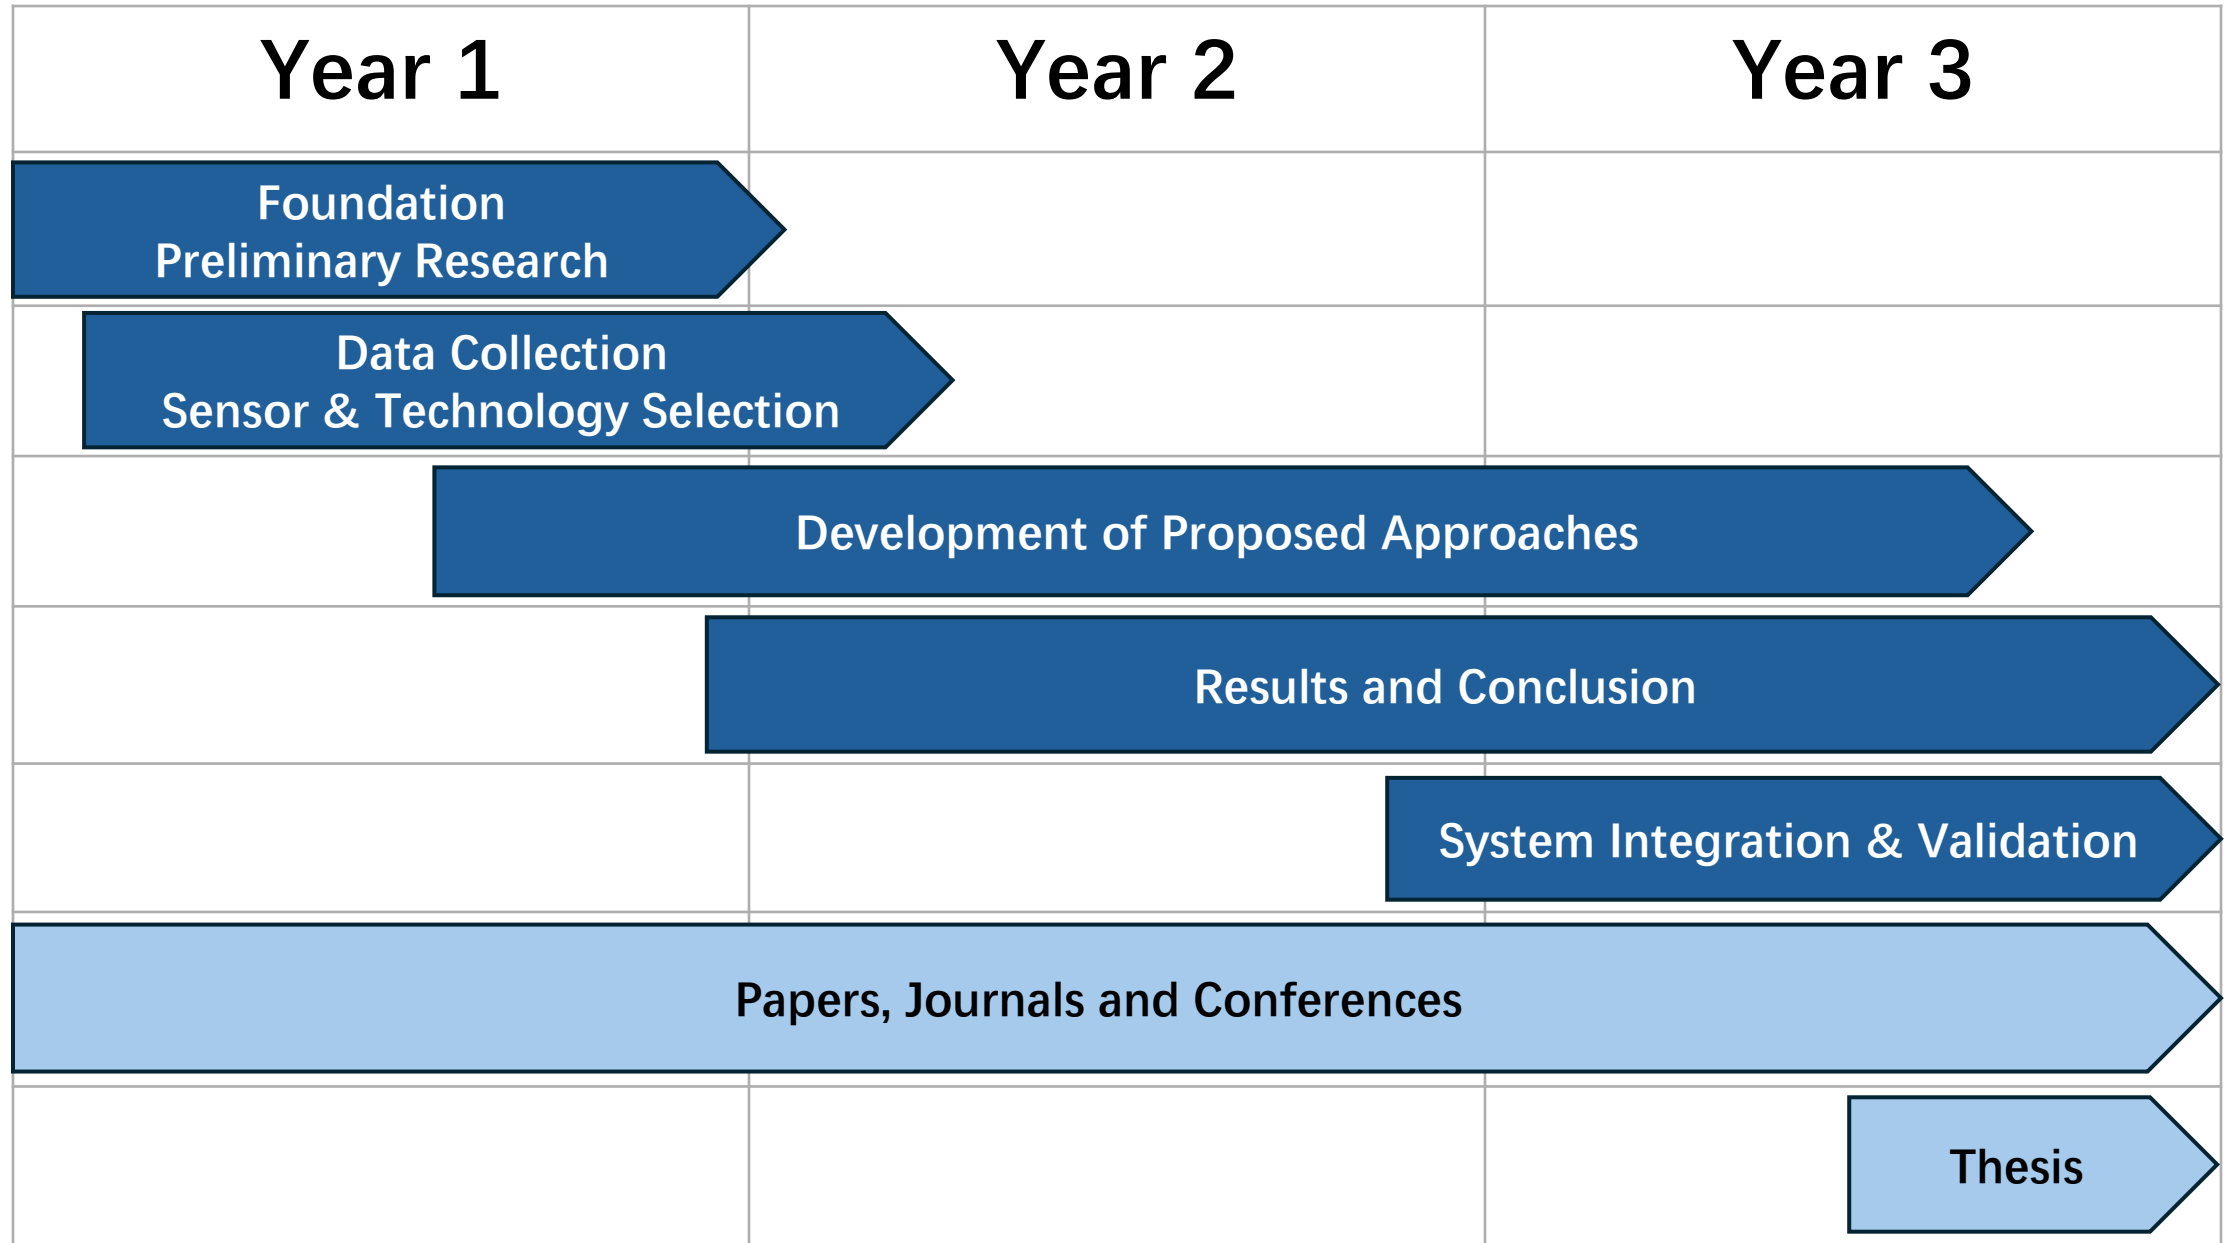 Year 1
Year 2
Year 3
Foundation
Preliminary Research
Data Collection
Sensor & Technology Selection
Development of Proposed Approaches
Results and Conclusion
System Integration & Validation
Papers, Journals and Conferences
Thesis